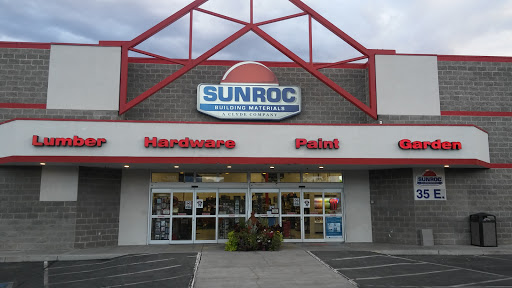 SUNROC
BUILDING MATERIALS
A CLYDE COMPANY
Lumber Hardware Paint Garden
SUNROC
35 E.